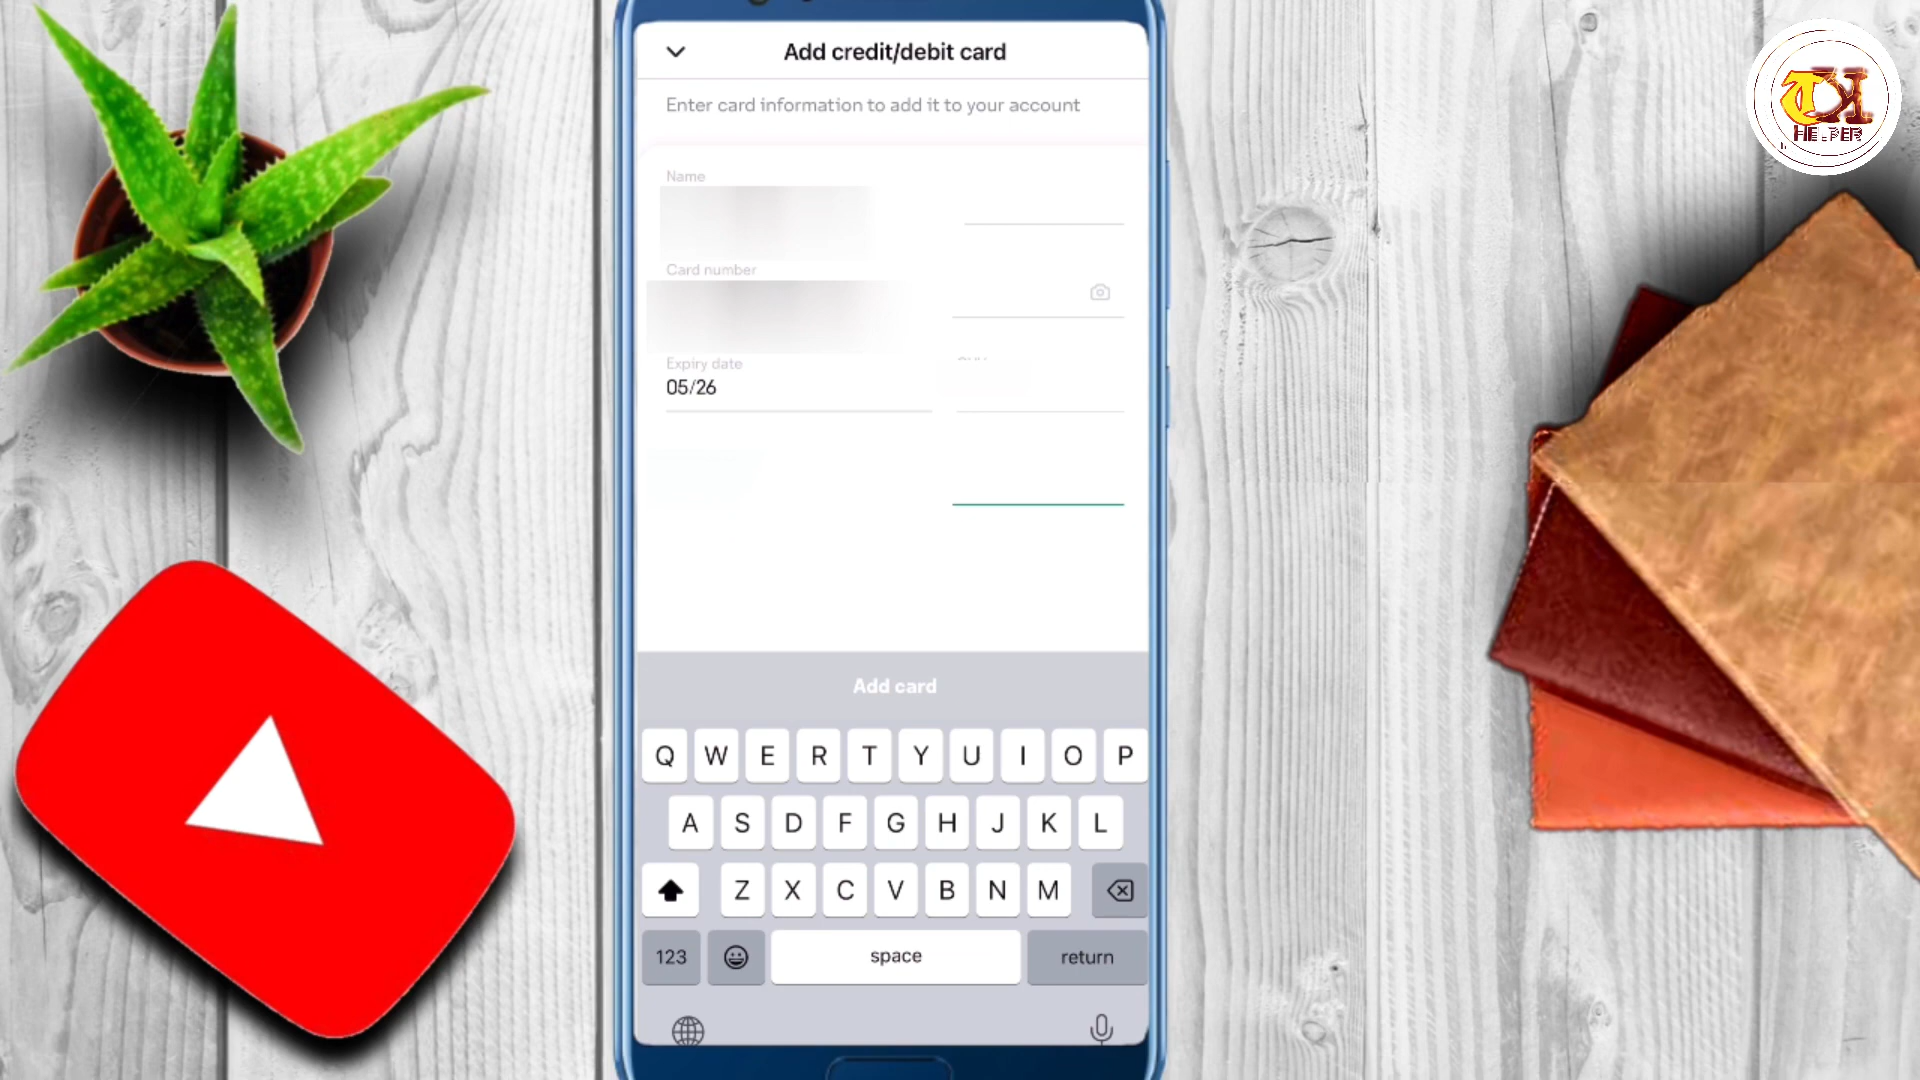 Add credit/debit card
Enter card information to add it to your account
Name
Card number
Expiry date
05/26
Add card
Q W E R T Y U I O P
A S D F G H J K L
Z X C V B N M
123
space
return